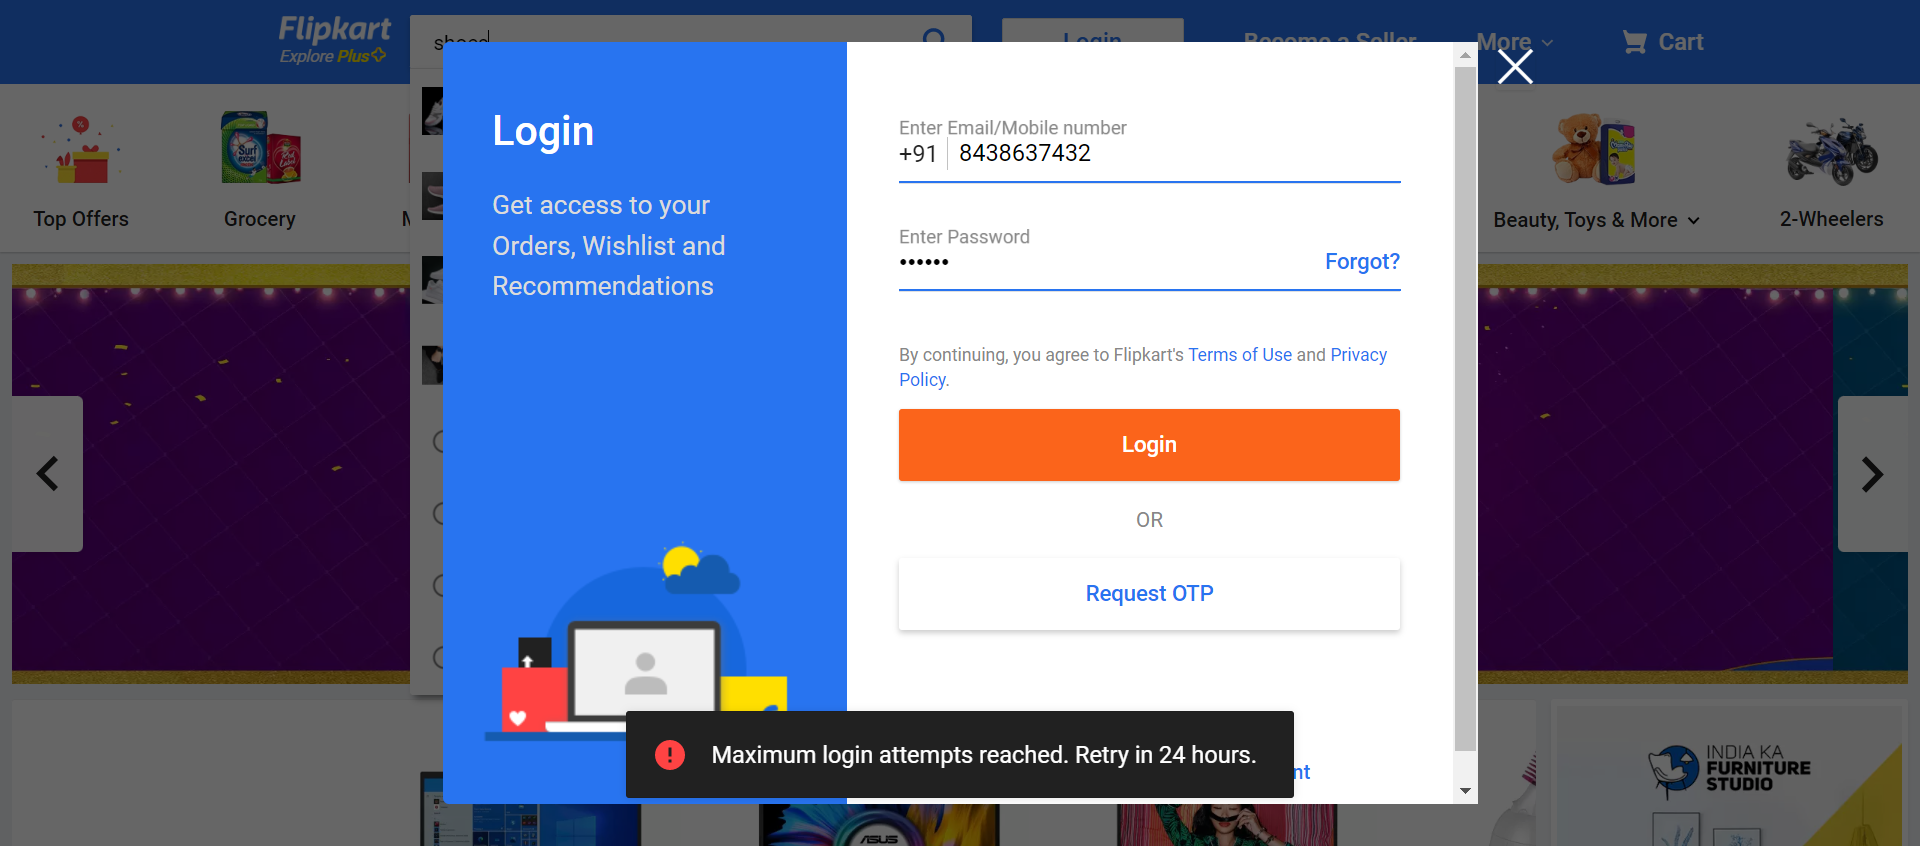 Flipkart
Explore Plus
shoes
Login
Become a Seller
More
Cart
Top Offers
Grocery
Beauty, Toys & More
2-Wheelers
Login
Get access to your
Orders, Wishlist and
Recommendations
Enter Email/Mobile number
+91 8438637432
Enter Password
Forgot?
By continuing, you agree to Flipkart's Terms of Use and Privacy
Policy.
Login
OR
Request OTP
Maximum login attempts reached. Retry in 24 hours.
INDIA KA
FURNITURE
STUDIO
ASUS